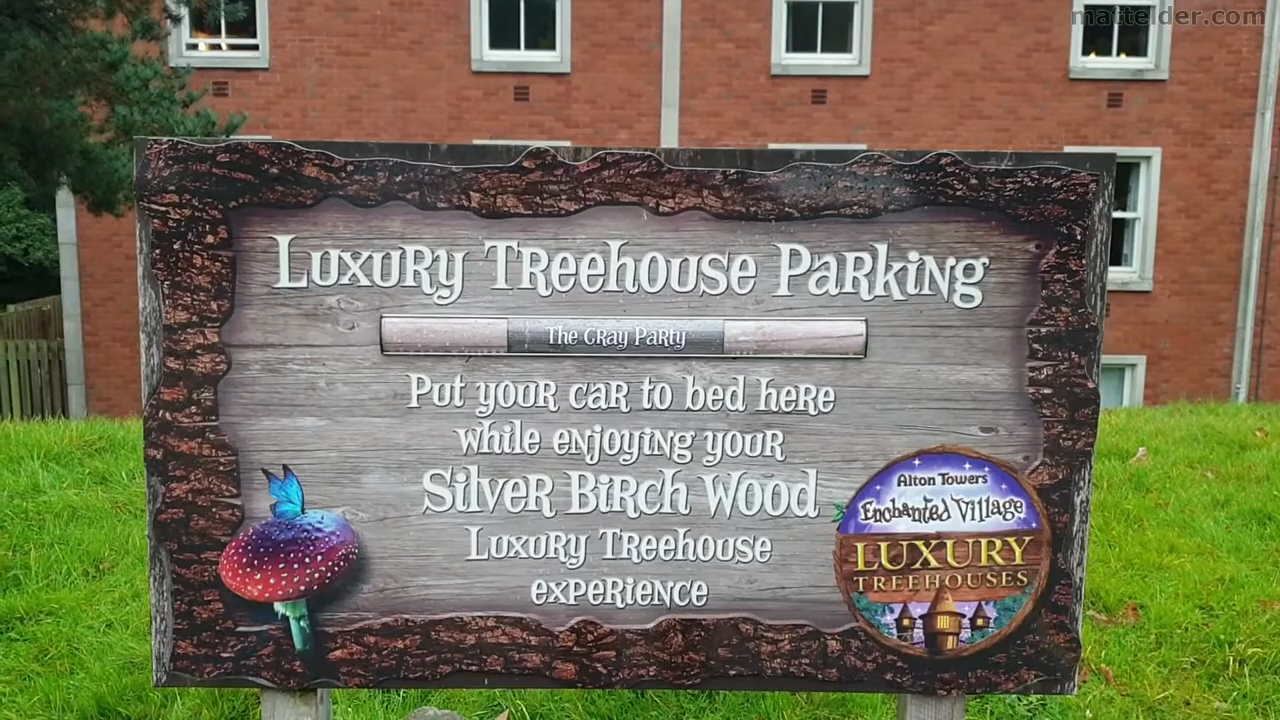 mattelder.com
Luxury Treehouse Parking
The Gray Party
Put your car to bed here
while enjoying your
Silver Birch Wood
Luxury Treehouse
experience
Alton Towers
Enchanted Village
LUXURY
TREEHOUSES